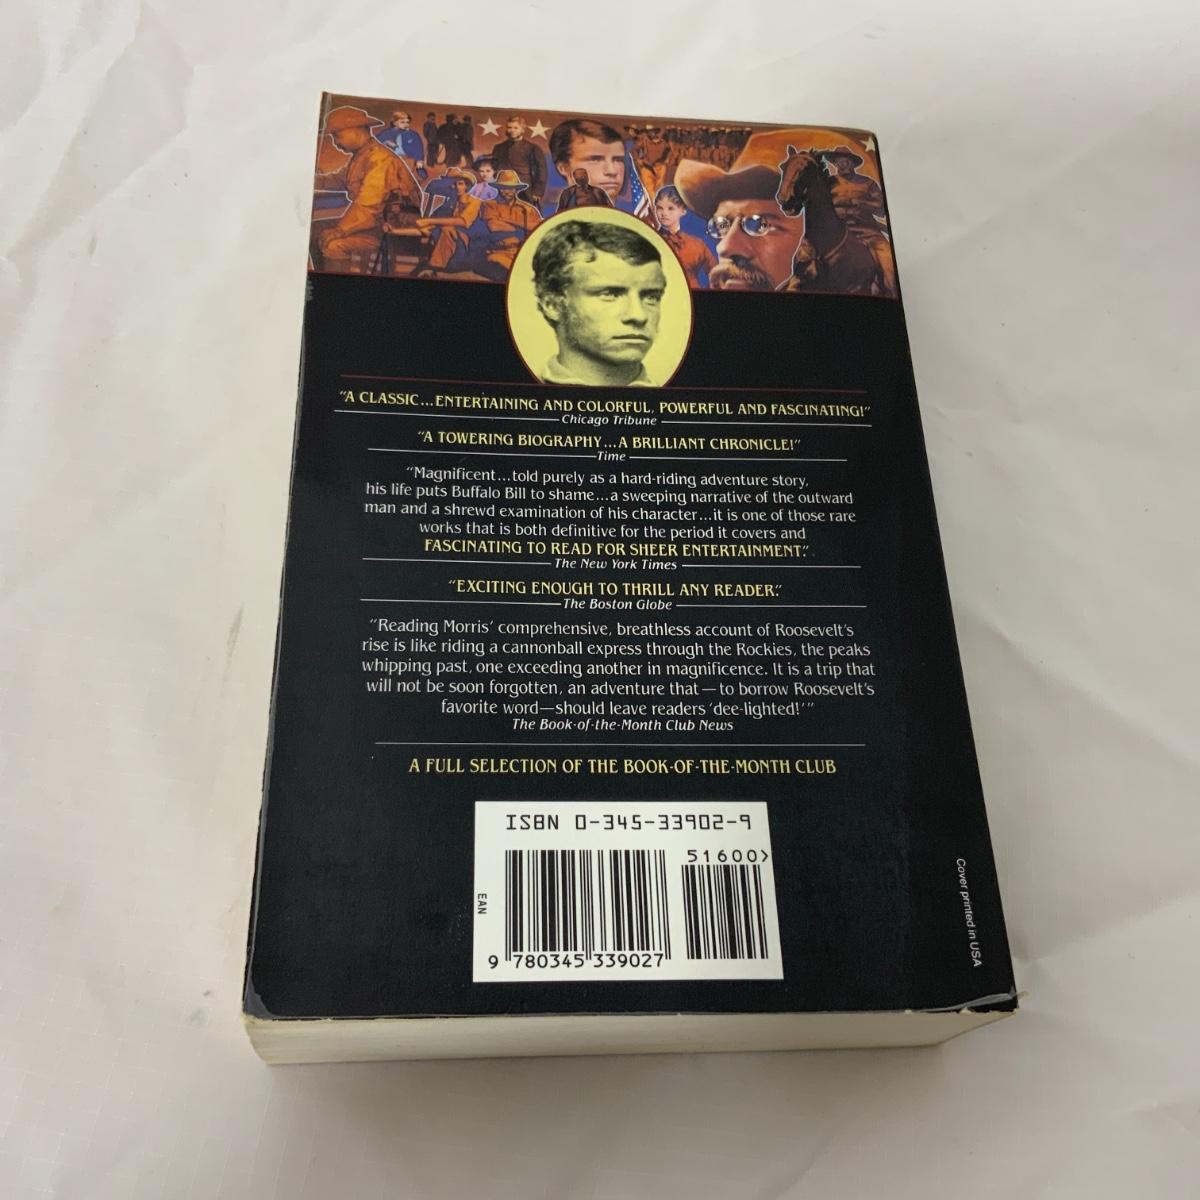 "A CLASSIC...ENTERTAINING AND COLORFUL, POWERFUL AND FASCINATING!"
Chicago Tribune
"A TOWERING BIOGRAPHY...A BRILLIANT CHRONICLE!"
Time
"Magnificent...told purely as a hard-riding adventure story,
his life puts Buffalo Bill to shame...a sweeping narrative of the outward
man and a shrewd examination of his character...it is one of those rare
works that is both definitive for the period it covers and
FASCINATING TO READ FOR SHEER ENTERTAINMENT."
The New York Times
"EXCITING ENOUGH TO THRILL ANY READER."
The Boston Globe
"Reading Morris' comprehensive, breathless account of Roosevelt's
rise is like riding a cannonball express through the Rockies, the peaks
whipping past, one exceeding another in magnificence. It is a trip that
will not be soon forgotten, an adventure that—to borrow Roosevelt's
favorite word—should leave readers 'dee-lighted!'"
The Book-of-the-Month Club News
A FULL SELECTION OF THE BOOK-OF-THE-MONTH CLUB
ISBN 0-345-33902-9
51600>
EAN
9 780345 339027
Cover printed in USA